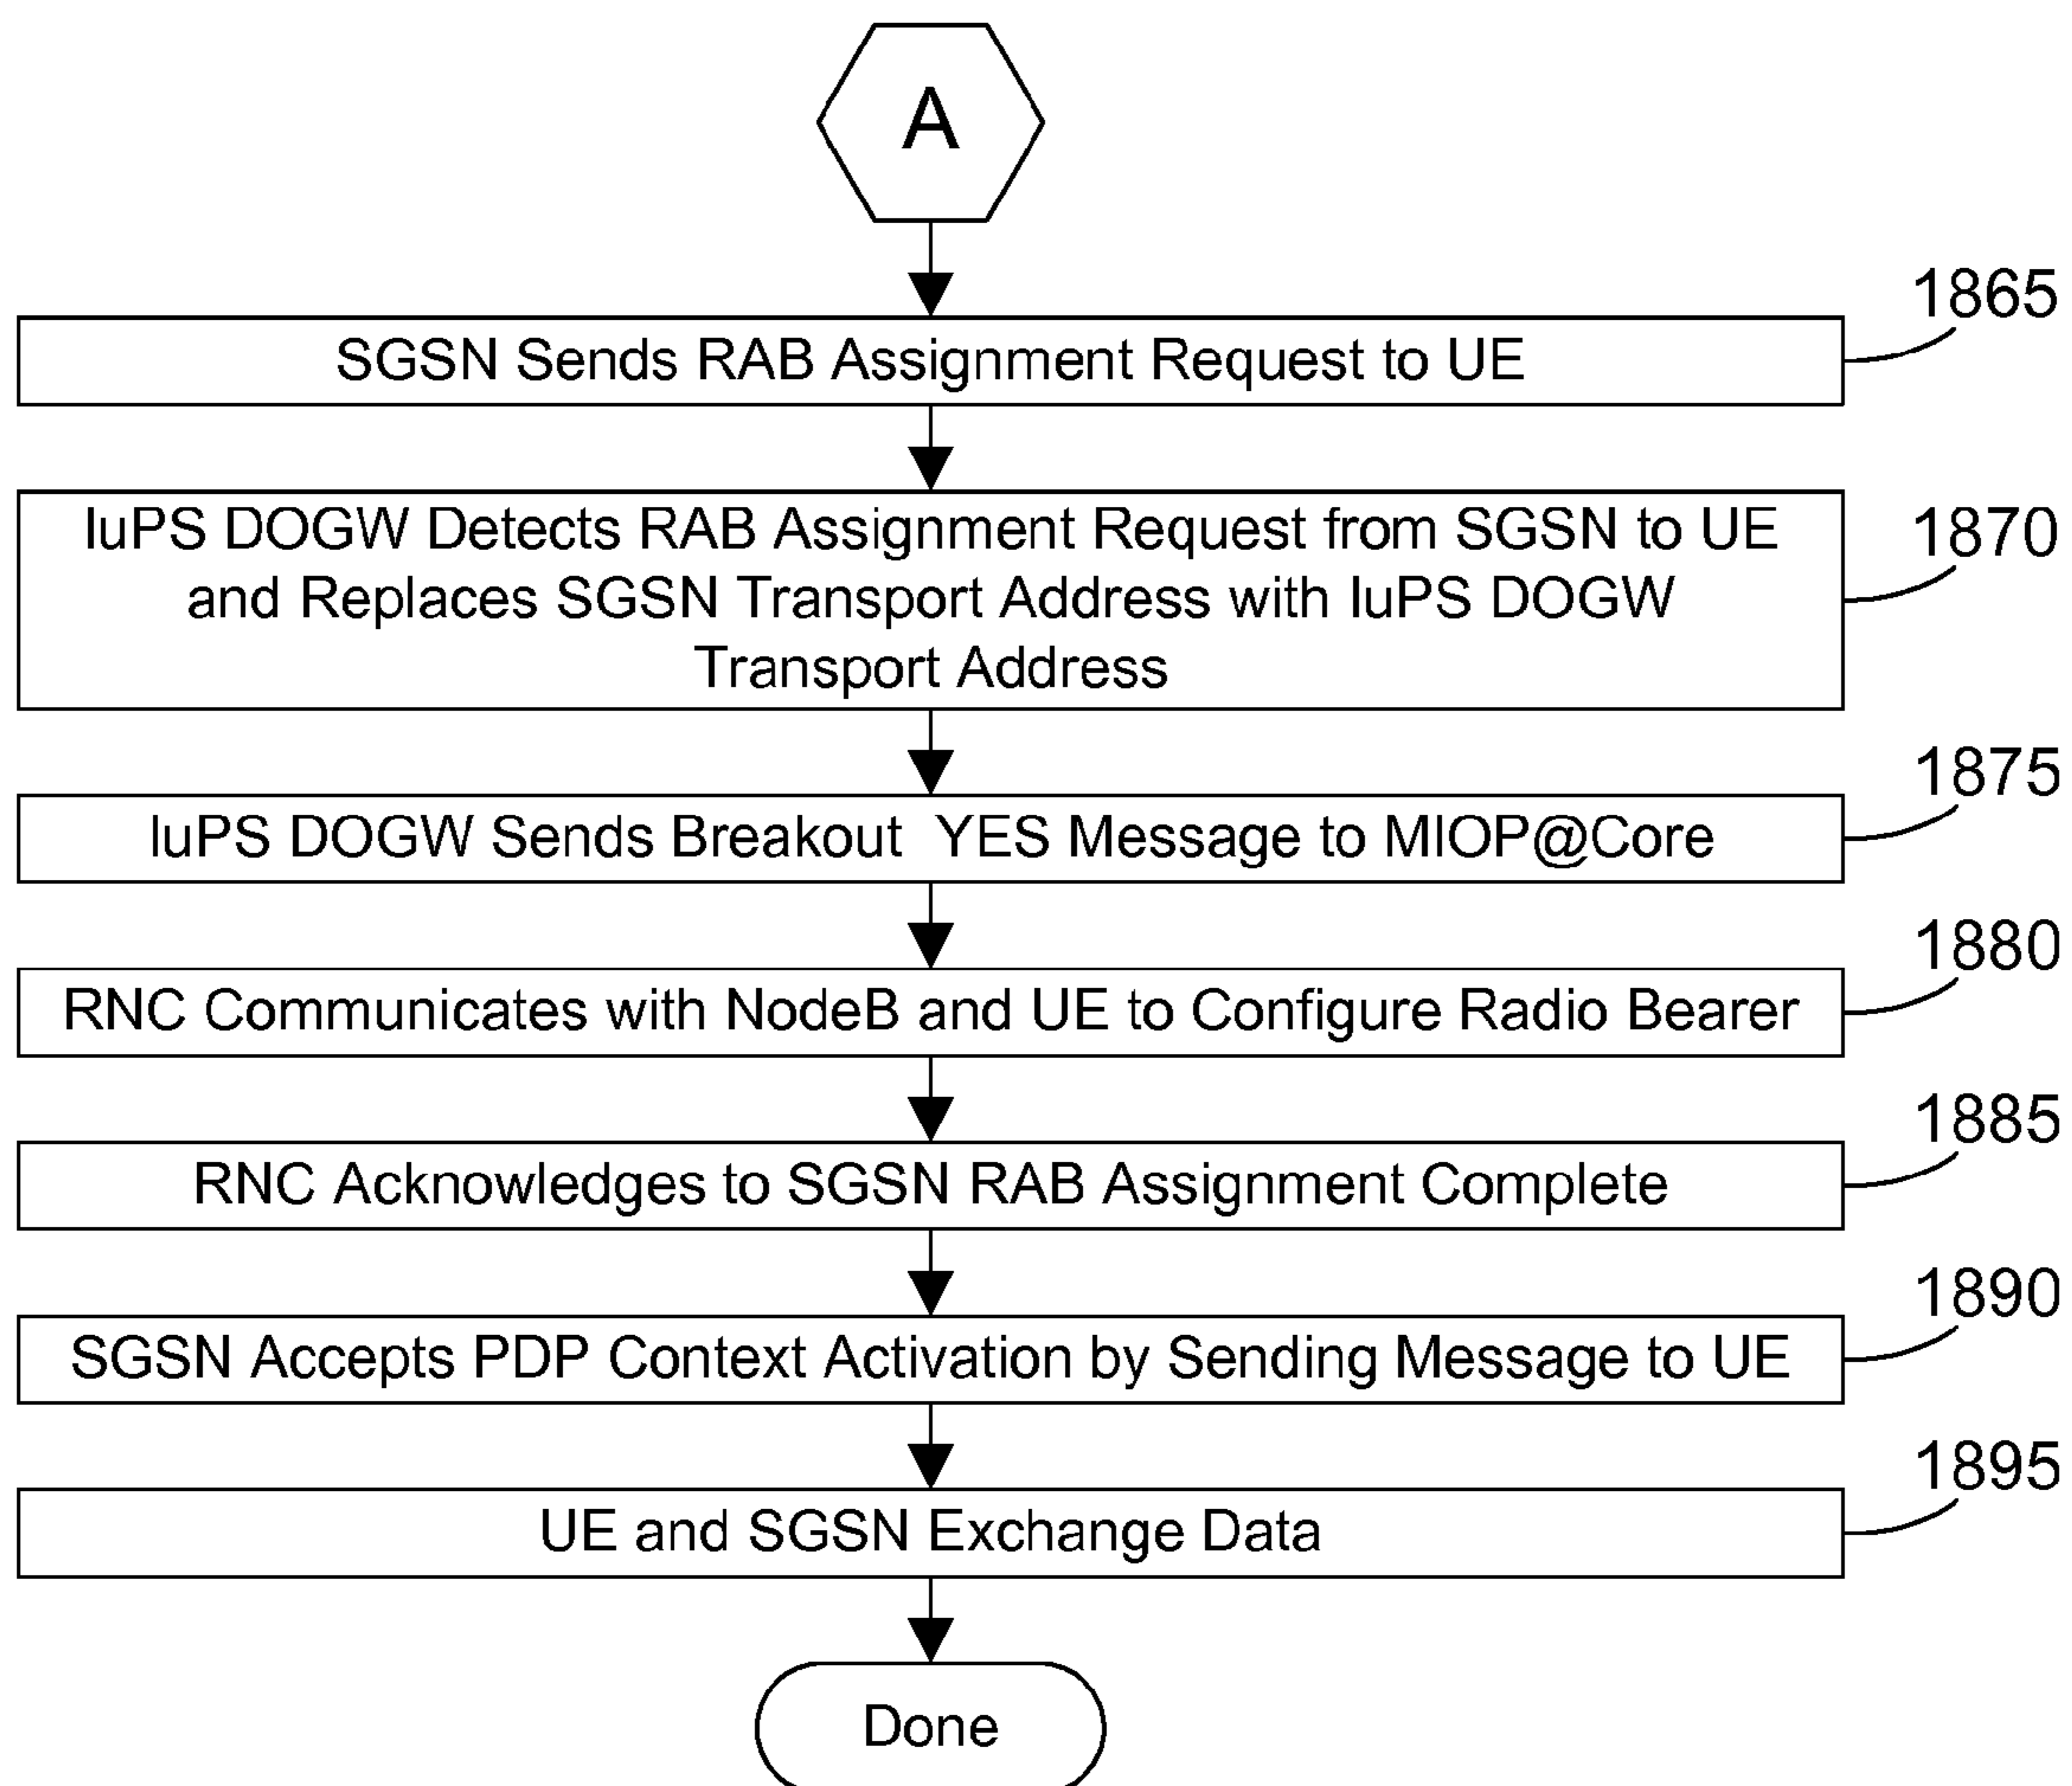 A
1865
SGSN Sends RAB Assignment Request to UE
1870
IuPS DOGW Detects RAB Assignment Request from SGSN to UE
and Replaces SGSN Transport Address with IuPS DOGW
Transport Address
1875
IuPS DOGW Sends Breakout YES Message to MIOP@Core
1880
RNC Communicates with NodeB and UE to Configure Radio Bearer
1885
RNC Acknowledges to SGSN RAB Assignment Complete
1890
SGSN Accepts PDP Context Activation by Sending Message to UE
1895
UE and SGSN Exchange Data
Done